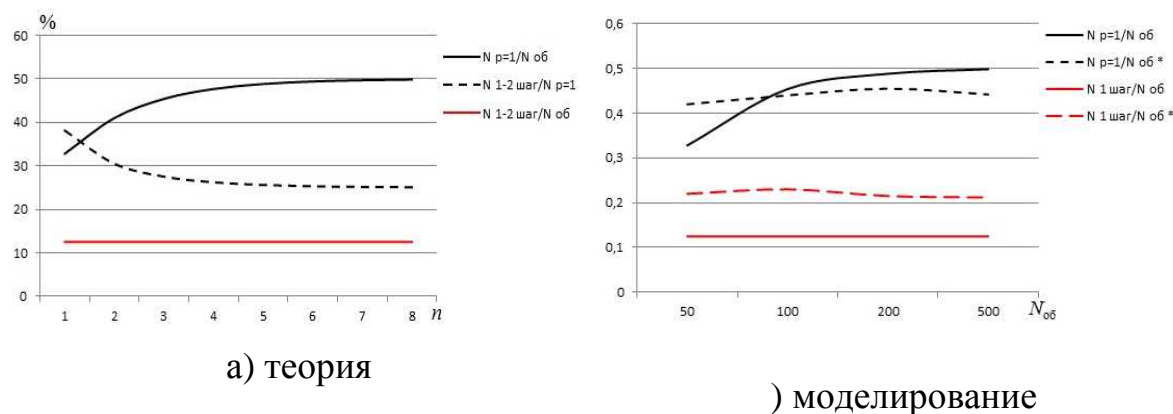 %
60
50
40
30
20
10
0
1 2 3 4 5 6 7 8 n
N p=1/N об
N 1-2 шаг/N p=1
N 1-2 шаг/N об
а) теория
0,6
0,5
0,4
0,3
0,2
0,1
0
50 100 200 500 Nоб
N p=1/N об
N p=1/N об *
N 1 шаг/N об
N 1 шаг/N об *
) моделирование